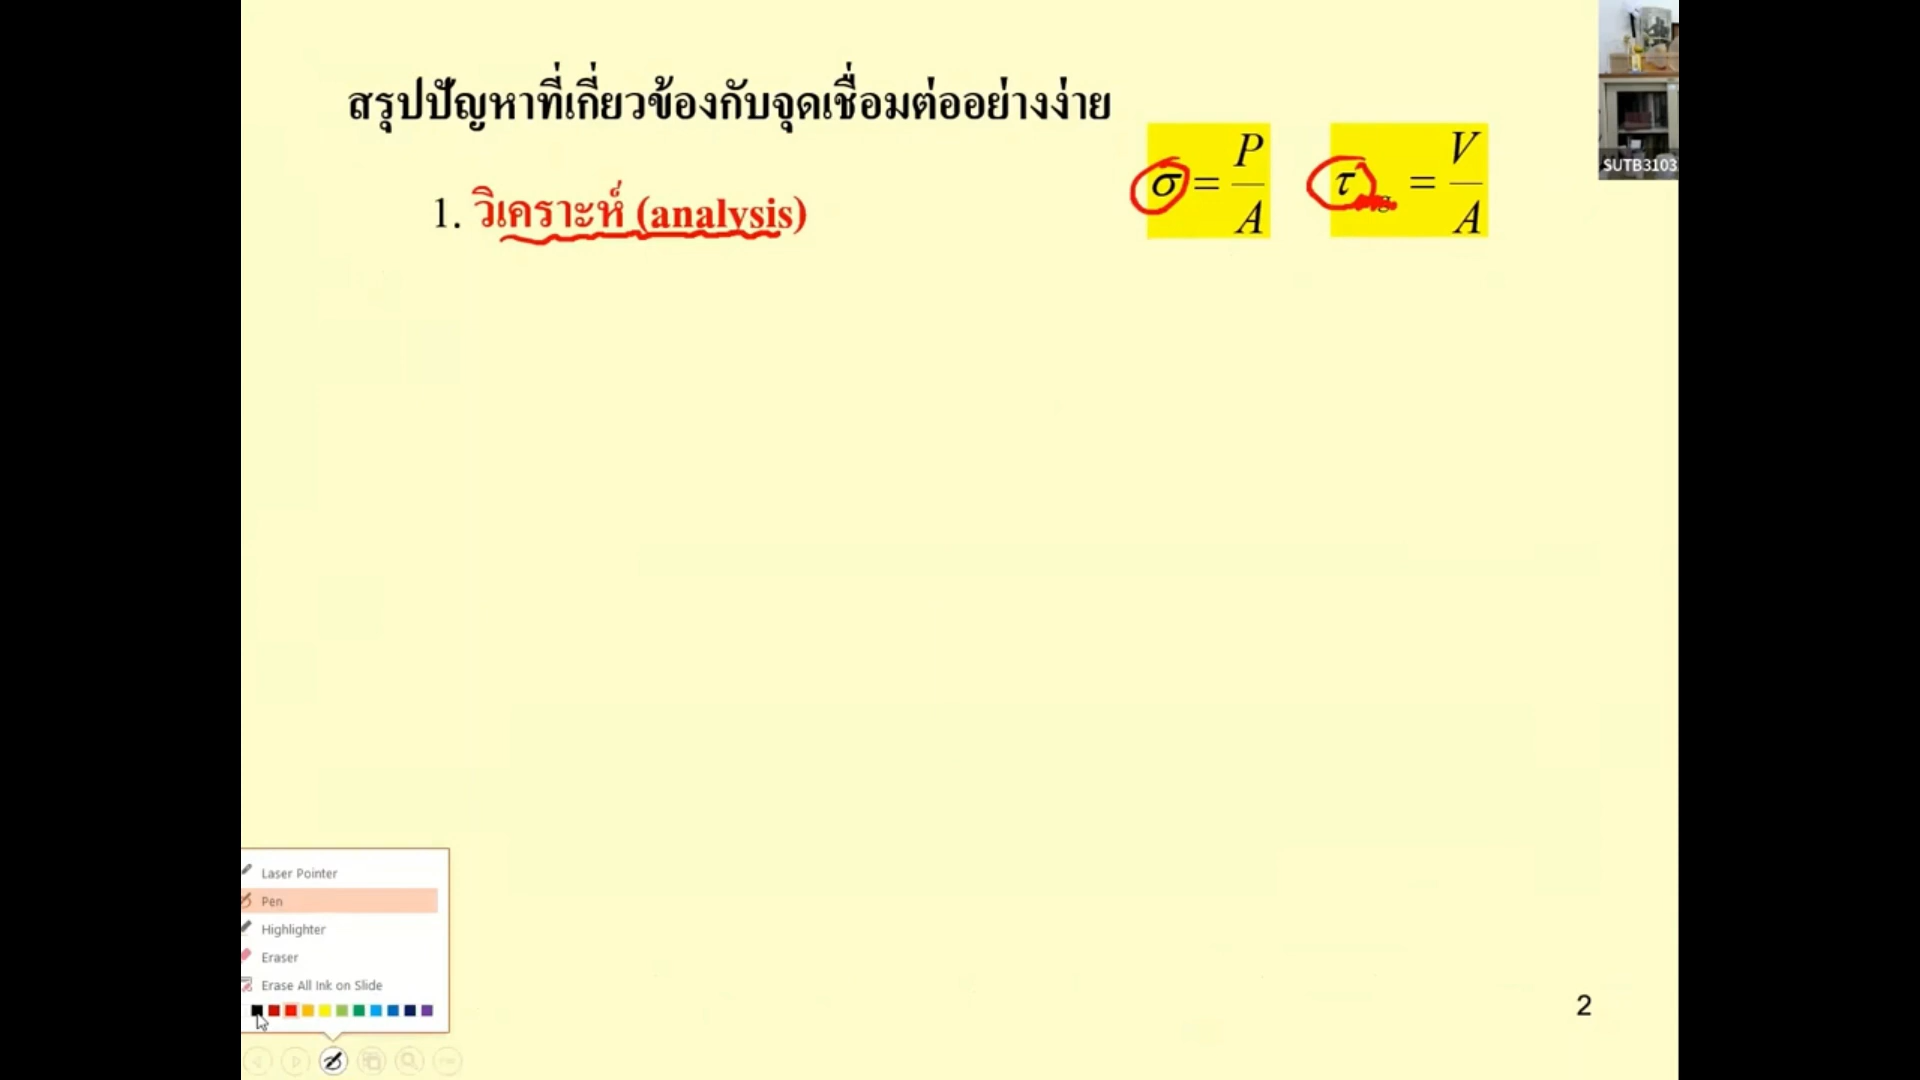 สรุปปัญหาที่เกี่ยวข้องกับจุดเชื่อมต่ออย่างง่าย
1. วิเคราะห์ (analysis)
σ = P / A
τ = V / A
SUTB3103
Laser Pointer
Pen
Highlighter
Eraser
Erase All Ink on Slide
2